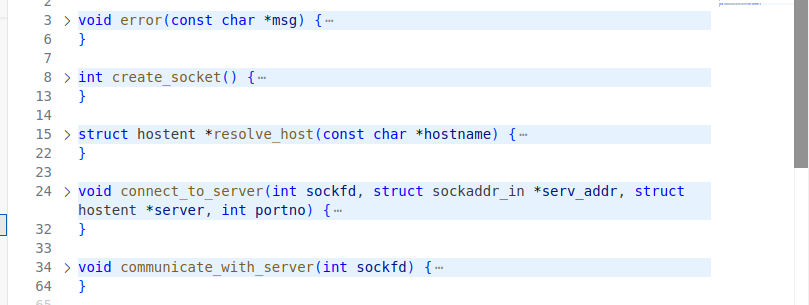 2
3 > void error(const char *msg) {⋯
6 }
7
8 > int create_socket() {⋯
13 }
14
15 > struct hostent *resolve_host(const char *hostname) {⋯
22 }
23
24 > void connect_to_server(int sockfd, struct sockaddr_in *serv_addr, struct
hostent *server, int portno) {⋯
32 }
33
34 > void communicate_with_server(int sockfd) {⋯
64 }
65